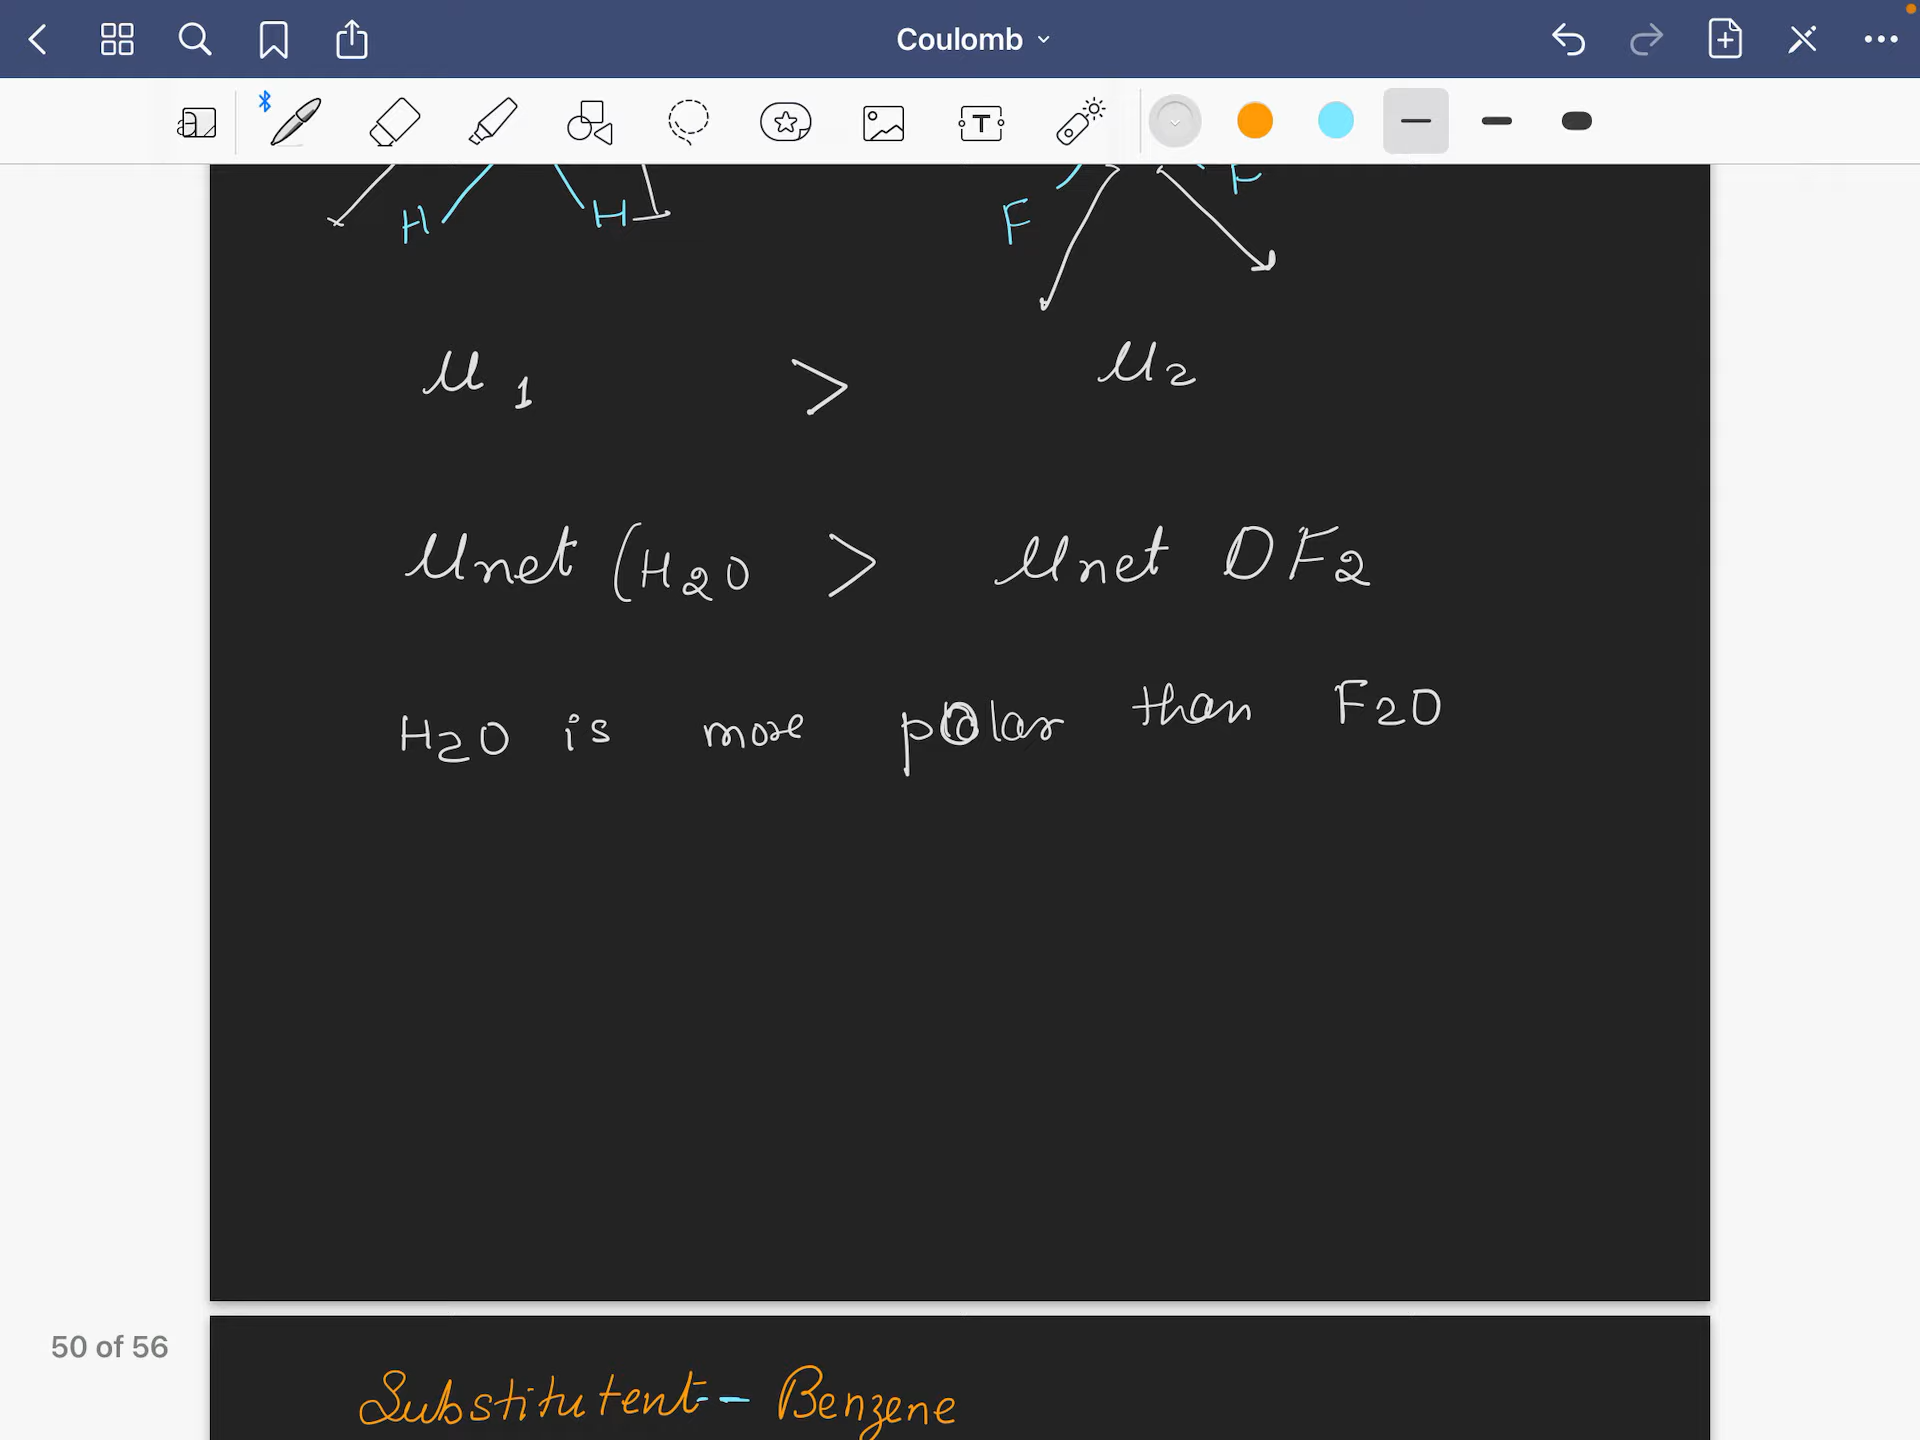 Coulomb
H H F F
μ1 > μ2
μnet (H2O > μnet OF2
H2O is more polar than F2O
50 of 56
Substitutent - Benzene